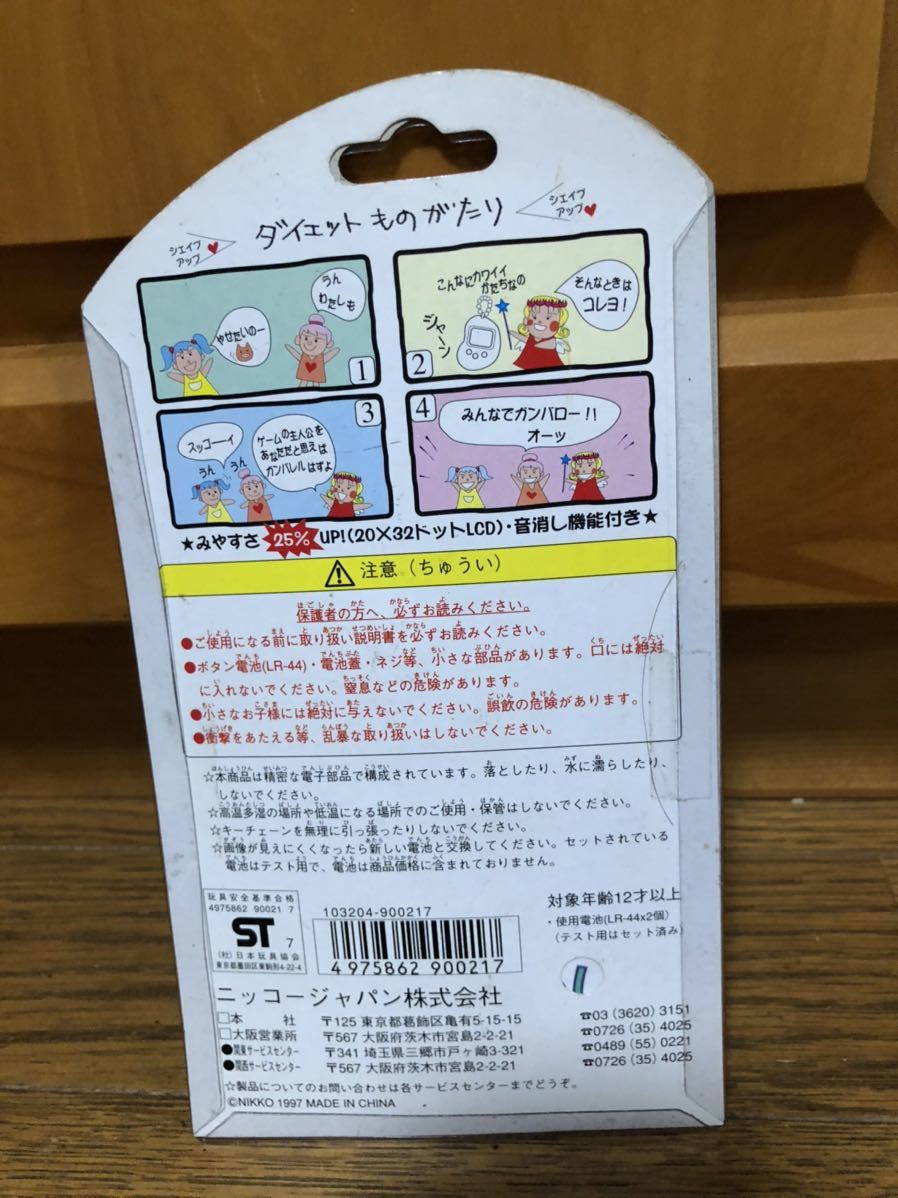 ダイエットものがたり
シェイプ
アップ
シェイプ
アップ
やせたいのー
うん
わたしも
1
こんなにカワイイ
かたちなの
ジャーン
そんなときは
コレヨ!
2
スッゴーイ
うん うん
ゲームの主人公を
あなただと思えば
ガンバレルはずよ
3
4
みんなでガンバロー!!
オーッ
★みやすさ 25% UP!(20×32ドットLCD)・音消し機能付き★
注意(ちゅうい)
保護者の方へ、必ずお読みください。
●ご使用になる前に取り扱い説明書を必ずお読みください。
●ボタン電池(LR-44)・電池蓋・ネジ等、小さな部品があります。口には絶対
に入れないでください。窒息などの危険があります。
●小さなお子様には絶対に与えないでください。誤飲の危険があります。
●衝撃をあたえる等、乱暴な取り扱いはしないでください。
☆本商品は精密な電子部品で構成されています。落としたり、水に濡らしたり、
しないでください。
☆高温多湿の場所や低温になる場所でのご使用・保管はしないでください。
☆キーチェーンを無理に引っ張ったりしないでください。
☆画像が見えにくくなったら新しい電池と交換してください。セットされている
電池はテスト用で、電池は商品価格に含まれておりません。
玩具安全基準合格
4975862 90021 7
ST 7
(社)日本玩具協会
東京都墨田区東駒形4-22-4
103204-900217
4 975862 900217
対象年齢12才以上
・使用電池(LR-44x2個)
(テスト用はセット済み)
ニッコージャパン株式会社
□本 社 〒125 東京都葛飾区亀有5-15-15 ☎03 (3620) 3151
□大阪営業所 〒567 大阪府茨木市宮島2-2-21 ☎0726 (35) 4025
●関東サービスセンター 〒341 埼玉県三郷市戸ヶ崎3-321 ☎0489 (55) 0221
●関西サービスセンター 〒567 大阪府茨木市宮島2-2-21 ☎0726 (35) 4025
☆製品についてのお問い合わせは各サービスセンターまでどうぞ。
©NIKKO 1997 MADE IN CHINA